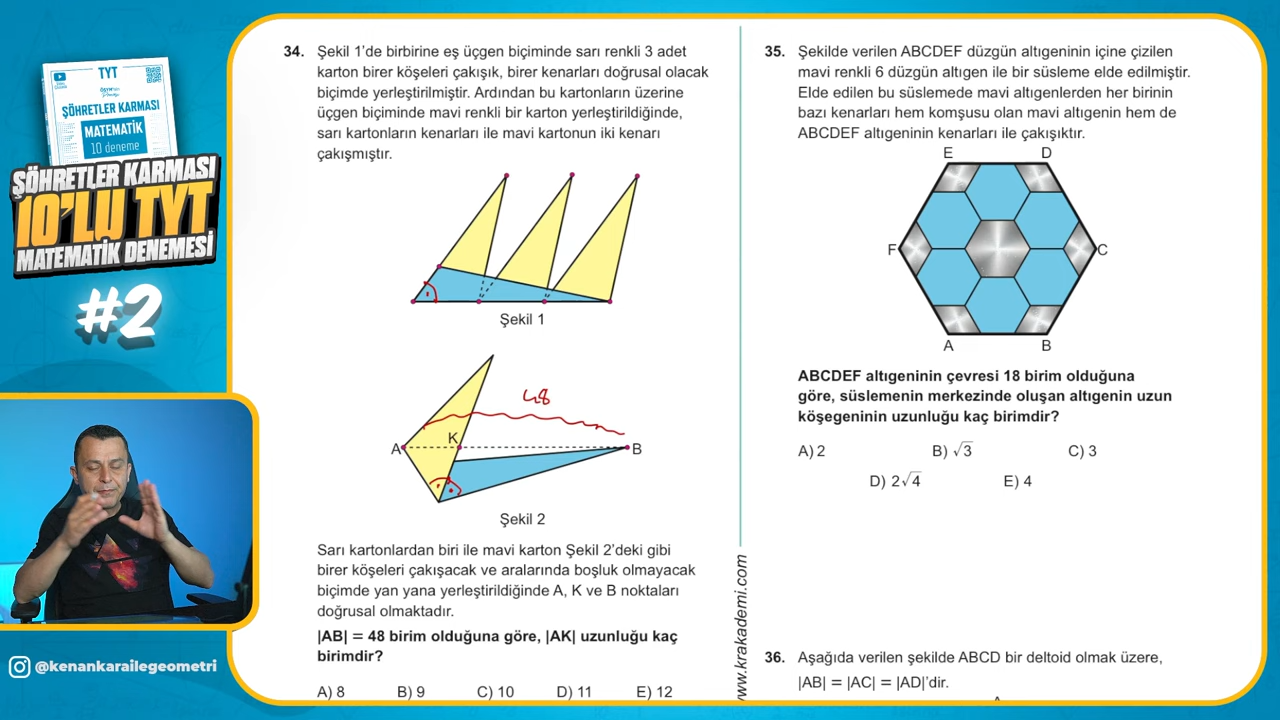 TYT
ŞÖHRETLER KARMASI
MATEMATİK
10 deneme
ŞÖHRETLER KARMASI
10'LU TYT
MATEMATİK DENEMESİ
#2
@kenankarailegeometri
34. Şekil 1'de birbirine eş üçgen biçiminde sarı renkli 3 adet
karton birer köşeleri çakışık, birer kenarları doğrusal olacak
biçimde yerleştirilmiştir. Ardından bu kartonların üzerine
üçgen biçiminde mavi renkli bir karton yerleştirildiğinde,
sarı kartonların kenarları ile mavi kartonun iki kenarı
çakışmıştır.
Şekil 1
48
A
K
B
Şekil 2
Sarı kartonlardan biri ile mavi karton Şekil 2'deki gibi
birer köşeleri çakışacak ve aralarında boşluk olmayacak
biçimde yan yana yerleştirildiğinde A, K ve B noktaları
doğrusal olmaktadır.
|AB| = 48 birim olduğuna göre, |AK| uzunluğu kaç
birimdir?
A) 8 B) 9 C) 10 D) 11 E) 12
ww.krakademi.com
35. Şekilde verilen ABCDEF düzgün altıgeninin içine çizilen
mavi renkli 6 düzgün altıgen ile bir süsleme elde edilmiştir.
Elde edilen bu süslemede mavi altıgenlerden her birinin
bazı kenarları hem komşusu olan mavi altıgenin hem de
ABCDEF altıgeninin kenarları ile çakışıktır.
E D
F C
A B
ABCDEF altıgeninin çevresi 18 birim olduğuna
göre, süslemenin merkezinde oluşan altıgenin uzun
köşegeninin uzunluğu kaç birimdir?
A) 2 B) √3 C) 3
D) 2√4 E) 4
36. Aşağıda verilen şekilde ABCD bir deltoid olmak üzere,
|AB| = |AC| = |AD|'dir.